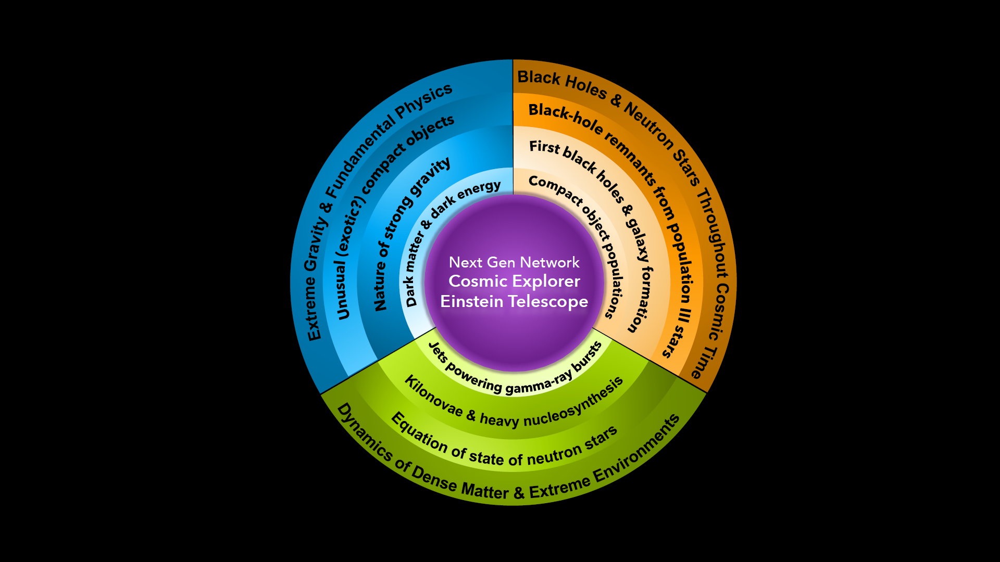 Extreme Gravity & Fundamental Physics
Unusual (exotic?) compact objects
Nature of strong gravity
Dark matter & dark energy
Black Holes & Neutron Stars Throughout Cosmic Time
Black-hole remnants from population III stars
First black holes & galaxy formation
Compact object populations
Next Gen Network
Cosmic Explorer
Einstein Telescope
Jets powering gamma-ray bursts
Kilonovae & heavy nucleosynthesis
Equation of state of neutron stars
Dynamics of Dense Matter & Extreme Environments